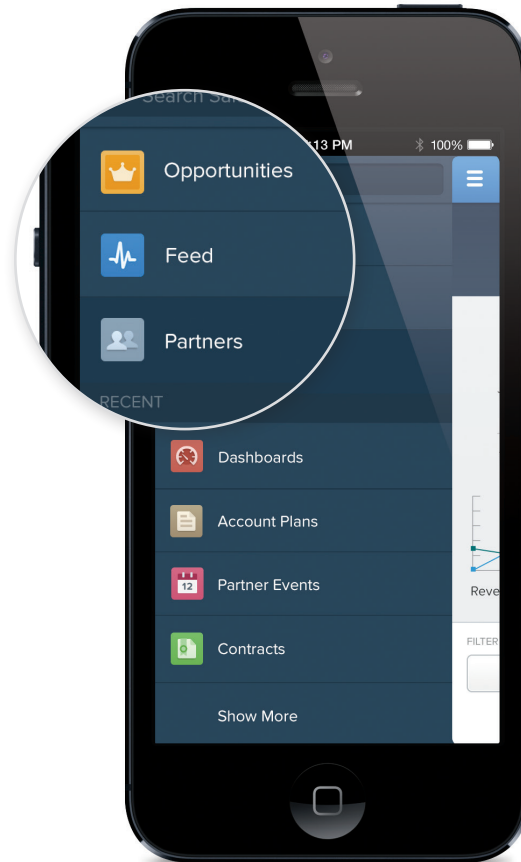 Search Sal
:13 PM
100%
Opportunities
Feed
Partners
RECENT
Dashboards
Account Plans
12
Partner Events
Contracts
Show More
Reve
FILTER